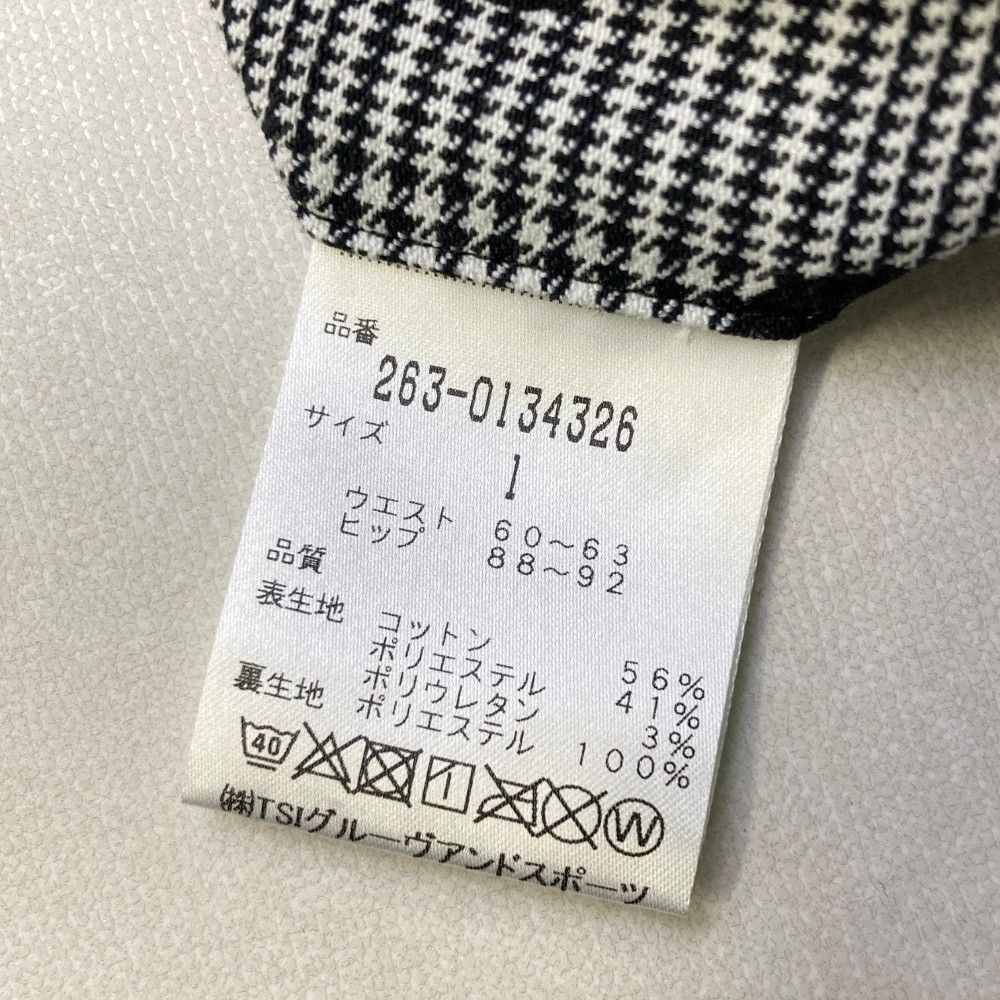 品番
263-0134326
サイズ
1
ウエスト 60～63
ヒップ 88～92
品質
表生地 コットン 56%
ポリエステル 41%
ポリウレタン 3%
裏生地 ポリエステル 100%
40 W
㈱TSIグルーヴアンドスポーツ